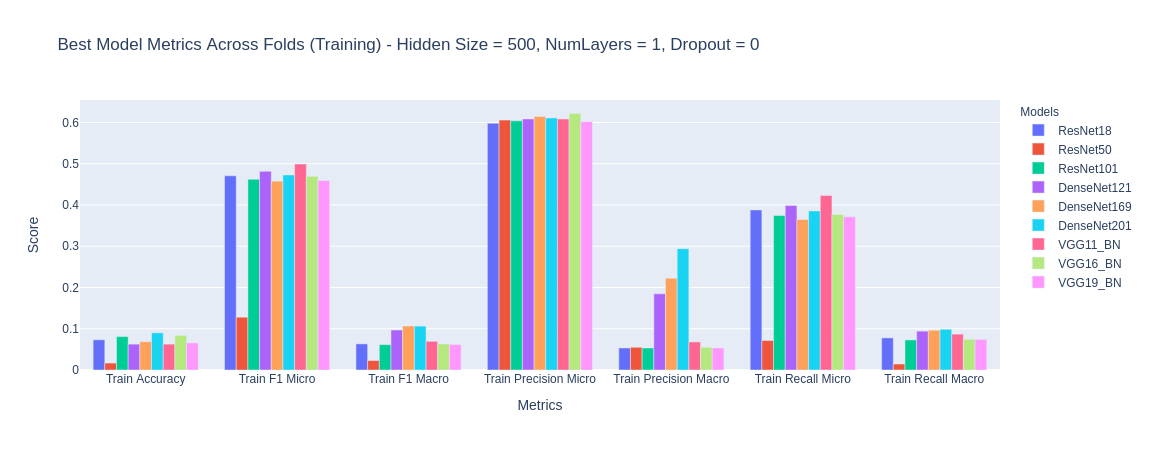 Best Model Metrics Across Folds (Training) - Hidden Size = 500, NumLayers = 1, Dropout = 0
Models
ResNet18
ResNet50
ResNet101
DenseNet121
DenseNet169
DenseNet201
VGG11_BN
VGG16_BN
VGG19_BN
Score
0.6
0.5
0.4
0.3
0.2
0.1
0
Train Accuracy
Train F1 Micro
Train F1 Macro
Train Precision Micro
Train Precision Macro
Train Recall Micro
Train Recall Macro
Metrics